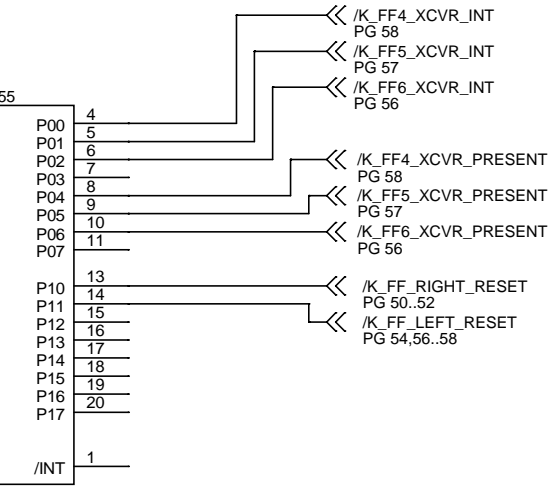 /K_FF4_XCVR_INT
PG 58
/K_FF5_XCVR_INT
PG 57
/K_FF6_XCVR_INT
PG 56
55
P00 4
P01 5
P02 6
P03 7
P04 8
P05 9
P06 10
P07 11
/K_FF4_XCVR_PRESENT
PG 58
/K_FF5_XCVR_PRESENT
PG 57
/K_FF6_XCVR_PRESENT
PG 56
P10 13
P11 14
P12 15
P13 16
P14 17
P15 18
P16 19
P17 20
/K_FF_RIGHT_RESET
PG 50..52
/K_FF_LEFT_RESET
PG 54,56..58
/INT 1